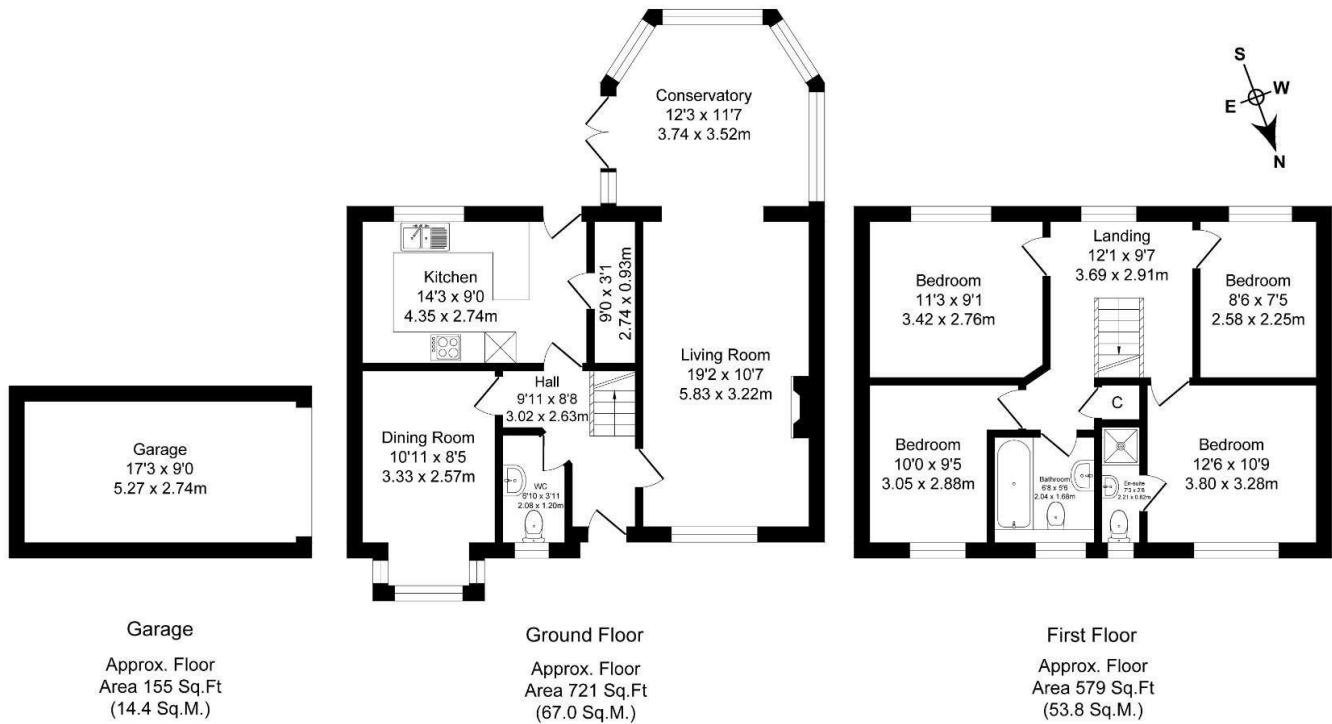 Conservatory
12'3 x 11'7
3.74 x 3.52m
S
W
E
N
Kitchen
14'3 x 9'0
4.35 x 2.74m
9'0 x 3'1
2.74 x 0.93m
Living Room
19'2 x 10'7
5.83 x 3.22m
Hall
9'11 x 8'8
3.02 x 2.63m
Dining Room
10'11 x 8'5
3.33 x 2.57m
WC
6'10 x 3'11
2.08 x 1.20m
Garage
17'3 x 9'0
5.27 x 2.74m
Landing
12'1 x 9'7
3.69 x 2.91m
Bedroom
11'3 x 9'1
3.42 x 2.76m
Bedroom
8'6 x 7'5
2.58 x 2.25m
C
Bedroom
10'0 x 9'5
3.05 x 2.88m
Bathroom
6'8 x 5'6
2.04 x 1.68m
En-suite
7'3 x 2'8
2.21 x 0.82m
Bedroom
12'6 x 10'9
3.80 x 3.28m
Garage
Approx. Floor
Area 155 Sq.Ft
(14.4 Sq.M.)
Ground Floor
Approx. Floor
Area 721 Sq.Ft
(67.0 Sq.M.)
First Floor
Approx. Floor
Area 579 Sq.Ft
(53.8 Sq.M.)